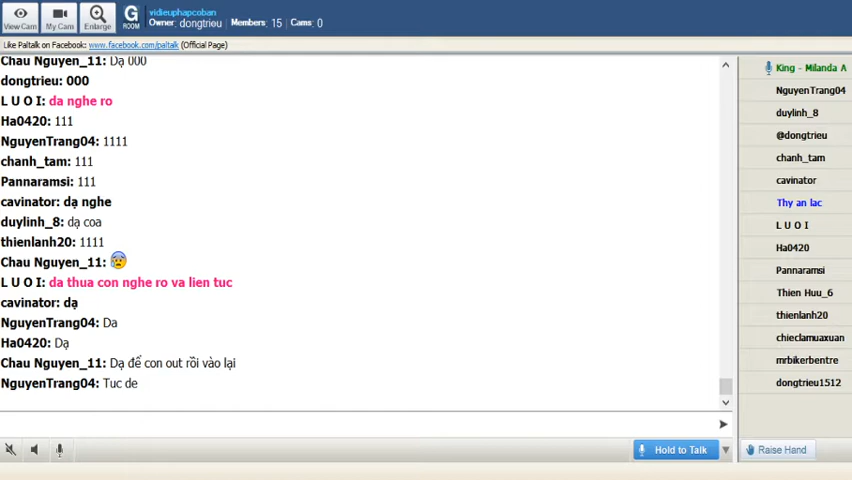 View Cam
My Cam
Enlarge
G
ROOM
vidieuphapcoban
Owner: dongtrieu Members: 15 Cams: 0
Like Paltalk on Facebook: www.facebook.com/paltalk (Official Page)
Chau Nguyen_11: Dạ 000
dongtrieu: 000
L U O I: da nghe ro
Ha0420: 111
NguyenTrang04: 1111
chanh_tam: 111
Pannaramsi: 111
cavinator: dạ nghe
duylinh_8: dạ coa
thienlanh20: 1111
Chau Nguyen_11:
L U O I: da thua con nghe ro va lien tuc
cavinator: dạ
NguyenTrang04: Da
Ha0420: Dạ
Chau Nguyen_11: Dạ để con out rồi vào lại
NguyenTrang04: Tuc de
Hold to Talk
King - Milanda A
NguyenTrang04
duylinh_8
@dongtrieu
chanh_tam
cavinator
Thy an lac
L U O I
Ha0420
Pannaramsi
Thien Huu_6
thienlanh20
chieclamuaxuan
mrbikerbentre
dongtrieu1512
Raise Hand